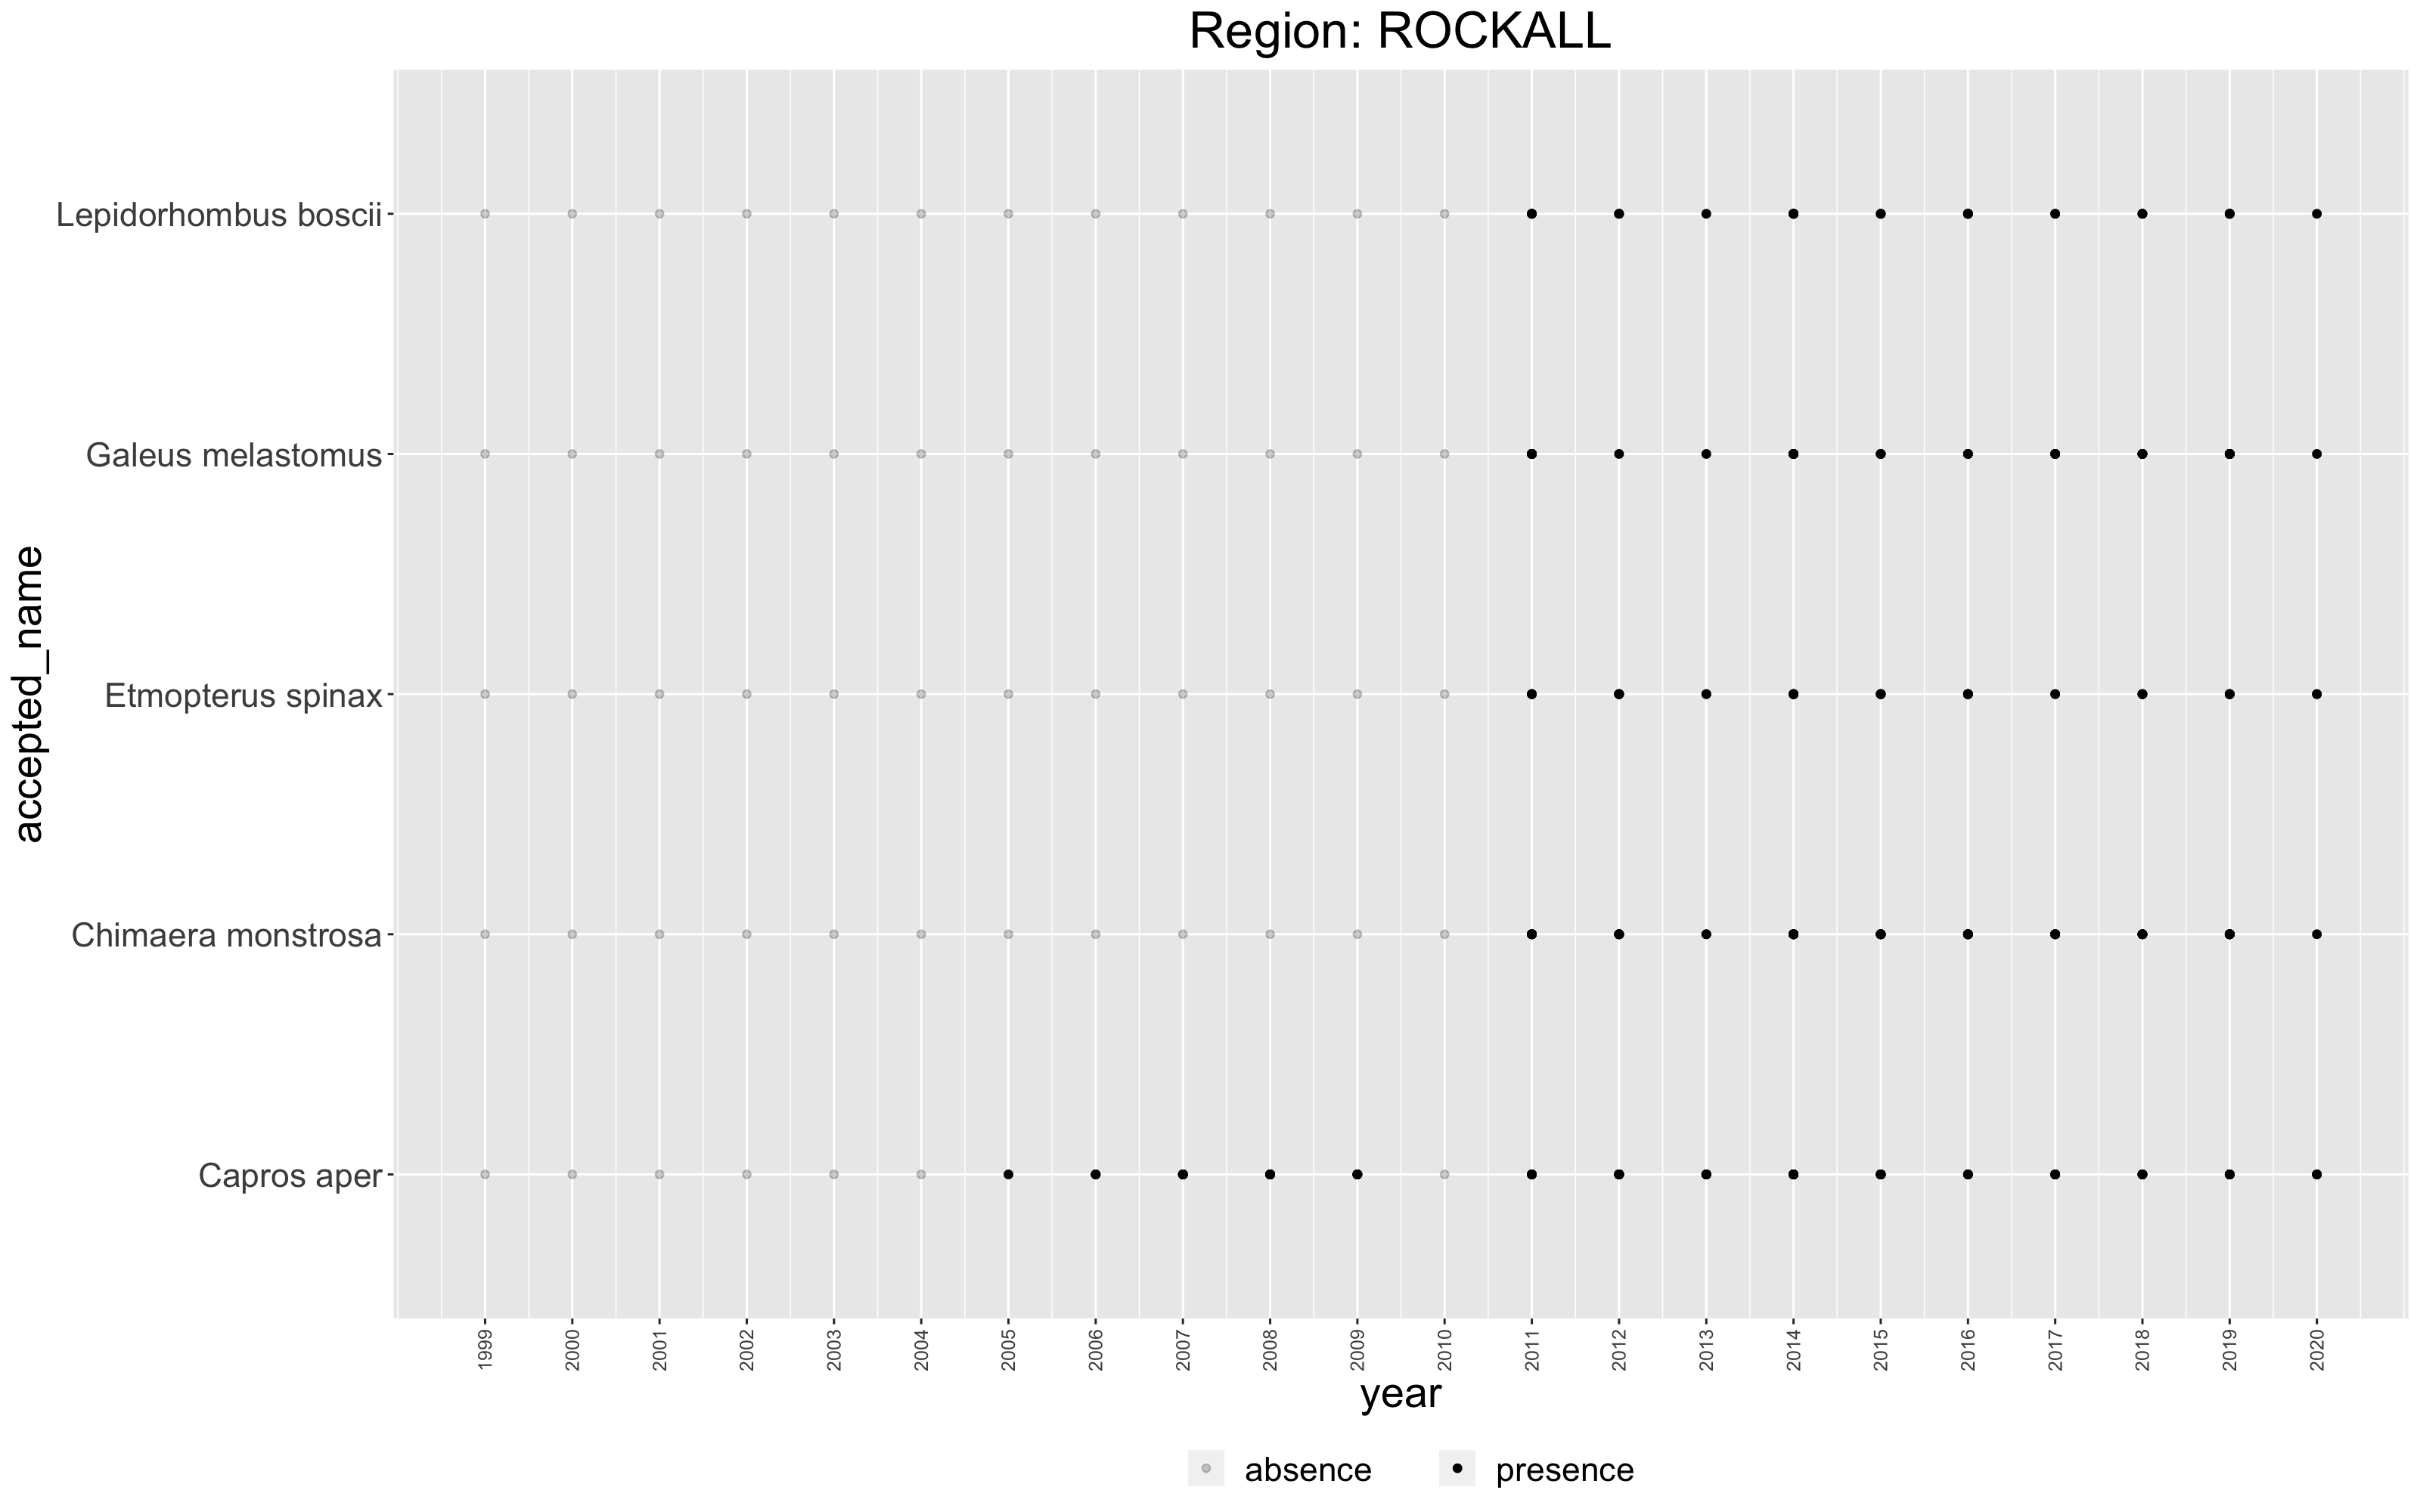 Region: ROCKALL
accepted_name
Lepidorhombus boscii
Galeus melastomus
Etmopterus spinax
Chimaera monstrosa
Capros aper
1999 2000 2001 2002 2003 2004 2005 2006 2007 2008 2009 2010 2011 2012 2013 2014 2015 2016 2017 2018 2019 2020
year
absence presence